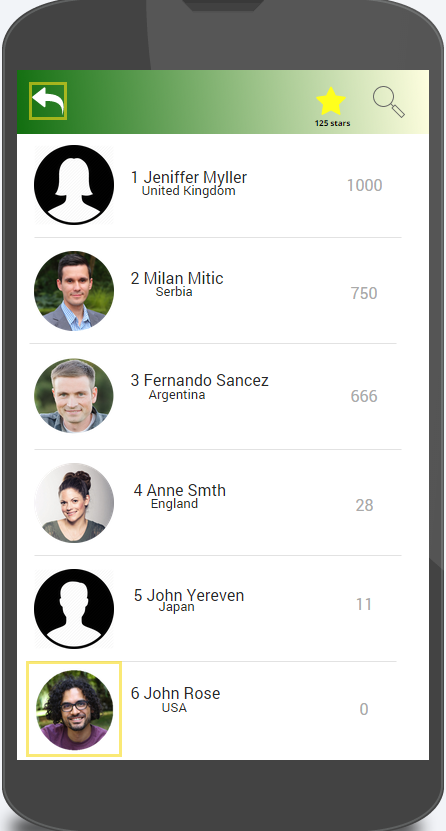 125 stars
1 Jeniffer Myller
United Kingdom
1000
2 Milan Mitic
Serbia
750
3 Fernando Sancez
Argentina
666
4 Anne Smth
England
28
5 John Yereven
Japan
11
6 John Rose
USA
0